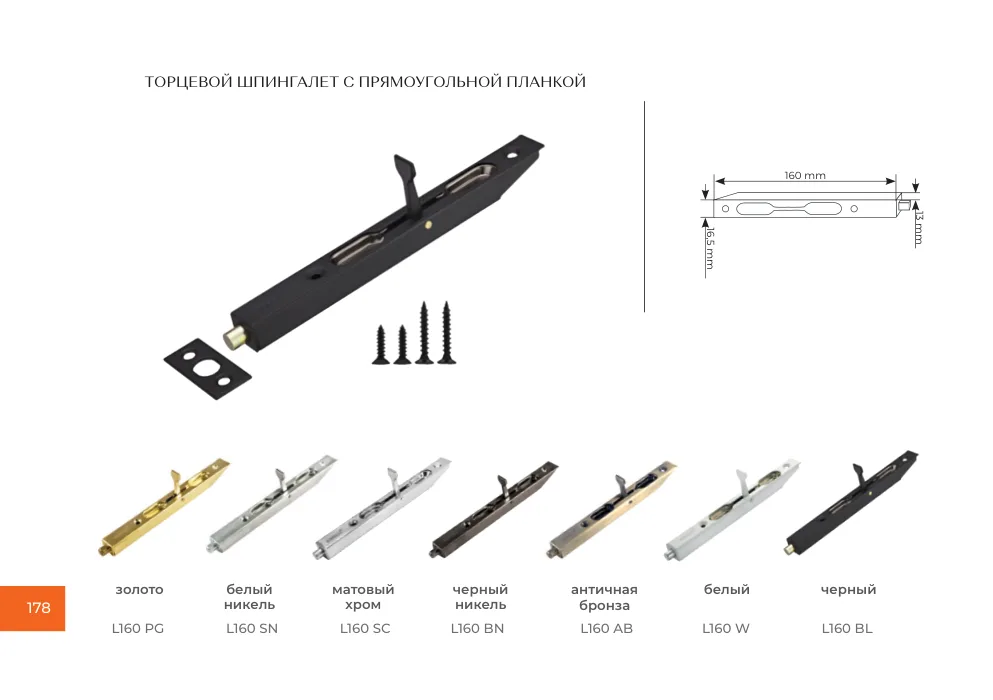 ТОРЦЕВОЙ ШПИНГАЛЕТ С ПРЯМОУГОЛЬНОЙ ПЛАНКОЙ
160 mm
16,5 mm
13 mm
золото
белый
никель
матовый
хром
черный
никель
античная
бронза
белый
черный
178
L160 PG
L160 SN
L160 SC
L160 BN
L160 AB
L160 W
L160 BL